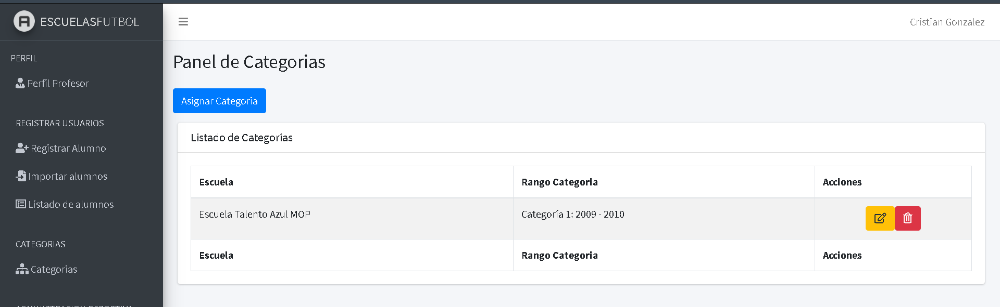 ESCUELASFUTBOL
Cristian Gonzalez
PERFIL
Perfil Profesor
REGISTRAR USUARIOS
Registrar Alumno
Importar alumnos
Listado de alumnos
CATEGORIAS
Categorias
Panel de Categorias
Asignar Categoria
Listado de Categorias
Escuela Rango Categoria Acciones
Escuela Talento Azul MOP Categoría 1: 2009 - 2010
Escuela Rango Categoria Acciones